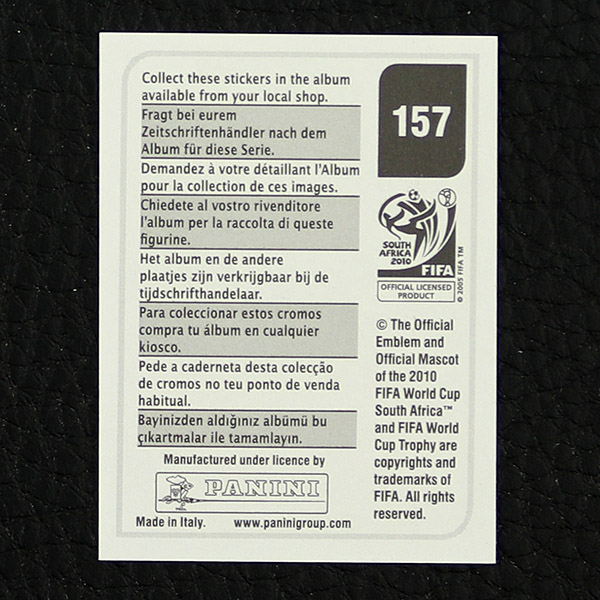 Collect these stickers in the album
available from your local shop.
Fragt bei eurem
Zeitschriftenhändler nach dem
Album für diese Serie.
Demandez à votre détaillant l'Album
pour la collection de ces images.
Chiedete al vostro rivenditore
l'album per la raccolta di queste
figurine.
Het album en de andere
plaatjes zijn verkrijgbaar bij de
tijdschrifthandelaar.
Para coleccionar estos cromos
compra tu álbum en cualquier
kiosco.
Pede a caderneta desta colecção
de cromos no teu ponto de venda
habitual.
Bayinizden aldığınız albümü bu
çıkartmalar ile tamamlayın.
Manufactured under licence by
PANINI
Made in Italy. www.paninigroup.com
157
SOUTH
AFRICA
2010
FIFA
OFFICIAL LICENSED
PRODUCT
© 2005 FIFA TM
© The Official
Emblem and
Official Mascot
of the 2010
FIFA World Cup
South Africa™
and FIFA World
Cup Trophy are
copyrights and
trademarks of
FIFA. All rights
reserved.